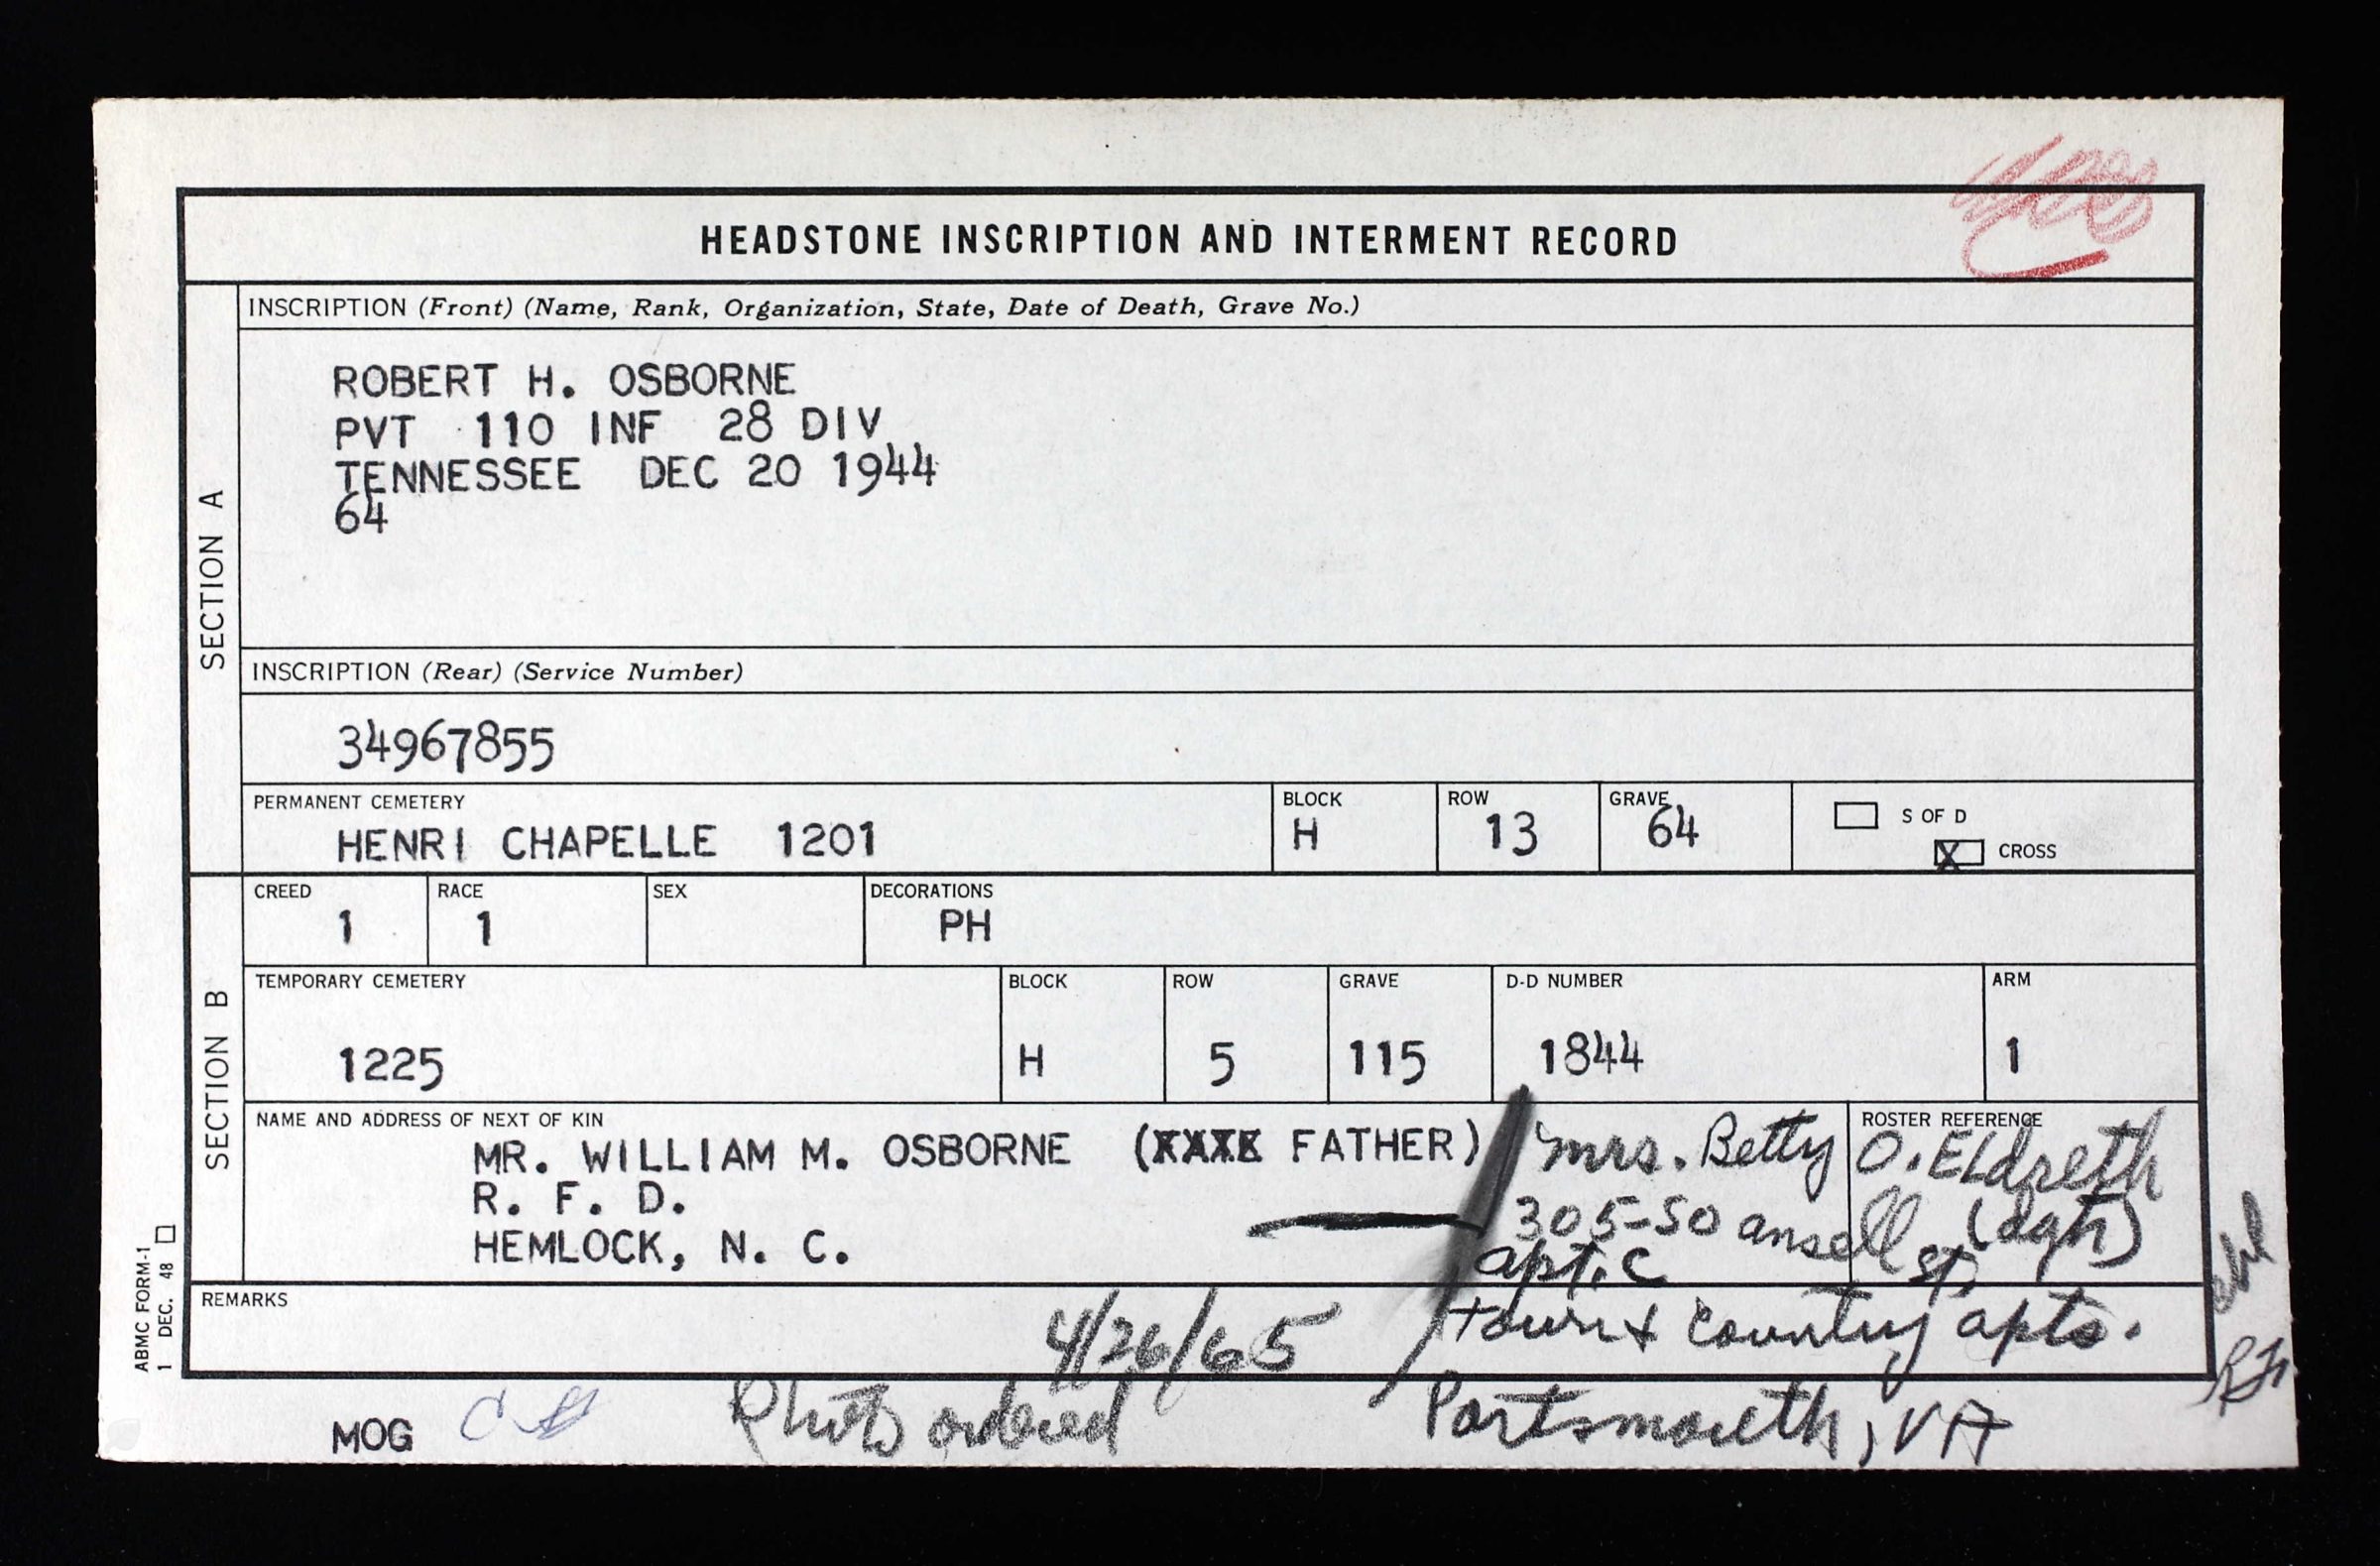 HEADSTONE INSCRIPTION AND INTERMENT RECORD
SECTION A
INSCRIPTION (Front) (Name, Rank, Organization, State, Date of Death, Grave No.)
ROBERT H. OSBORNE
PVT 110 INF 28 DIV
TENNESSEE DEC 20 1944
64
INSCRIPTION (Rear) (Service Number)
34967855
PERMANENT CEMETERY BLOCK ROW GRAVE
HENRI CHAPELLE 1201 H 13 64
S OF D
X CROSS
SECTION B
CREED RACE SEX DECORATIONS
1 1 PH
TEMPORARY CEMETERY BLOCK ROW GRAVE D-D NUMBER ARM
1225 H 5 115 1844 1
NAME AND ADDRESS OF NEXT OF KIN
MR. WILLIAM M. OSBORNE (FATHER)
R. F. D.
HEMLOCK, N. C.
ROSTER REFERENCE
Mrs. Betty O. Eldreth
305-50 ansell st. (dgh)
apt. C
Town & Country apts.
Portsmouth, VA
REMARKS
4/26/65
Photo ordered
MOG
ABMC FORM-1
1 DEC. 48